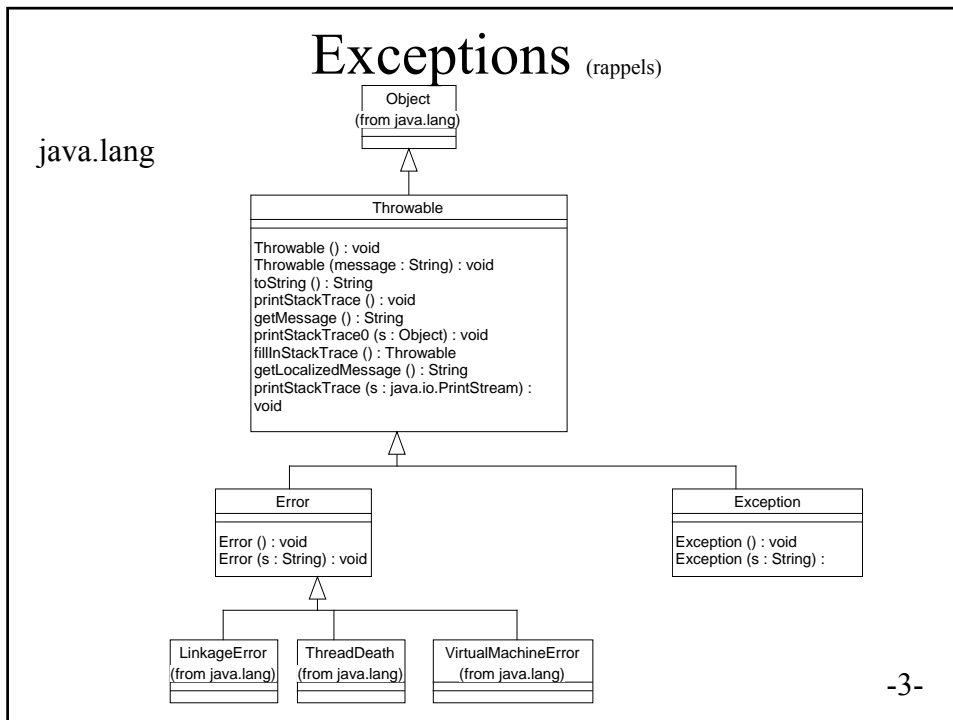 Exceptions (rappels)
java.lang
Object
(from java.lang)
Throwable
Throwable () : void
Throwable (message : String) : void
toString () : String
printStackTrace () : void
getMessage () : String
printStackTrace0 (s : Object) : void
fillInStackTrace () : Throwable
getLocalizedMessage () : String
printStackTrace (s : java.io.PrintStream) :
void
Error
Error () : void
Error (s : String) : void
Exception
Exception () : void
Exception (s : String) :
LinkageError
(from java.lang)
ThreadDeath
(from java.lang)
VirtualMachineError
(from java.lang)
-3-